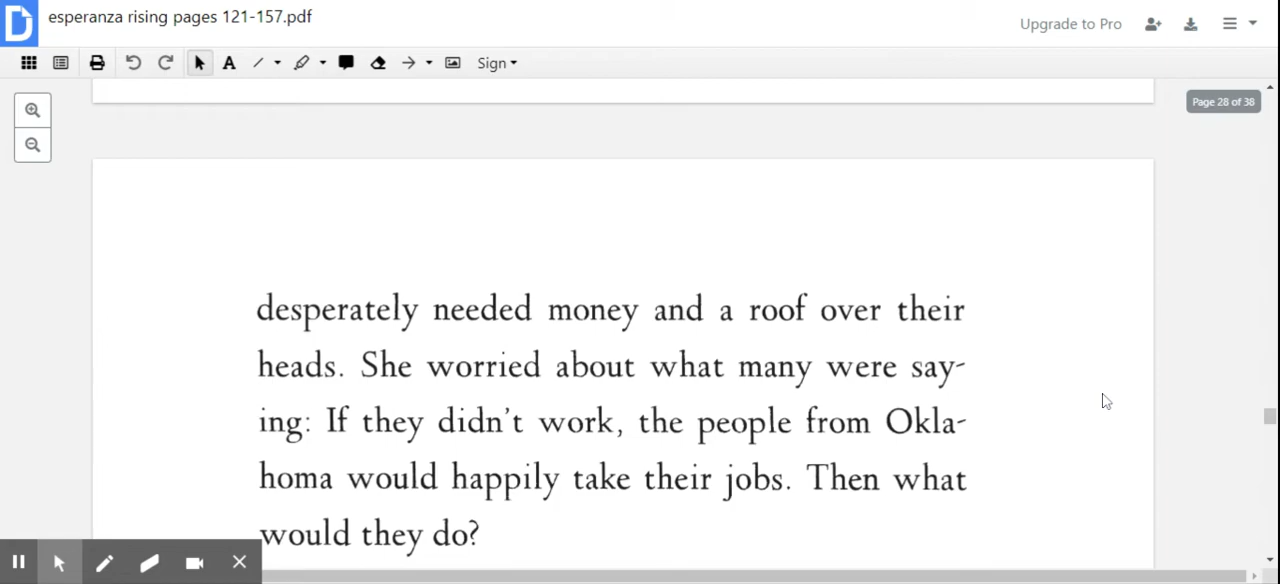 esperanza rising pages 121-157.pdf
Upgrade to Pro
A
Sign
Page 28 of 38
desperately needed money and a roof over their
heads. She worried about what many were say-
ing: If they didn't work, the people from Okla-
homa would happily take their jobs. Then what
would they do?